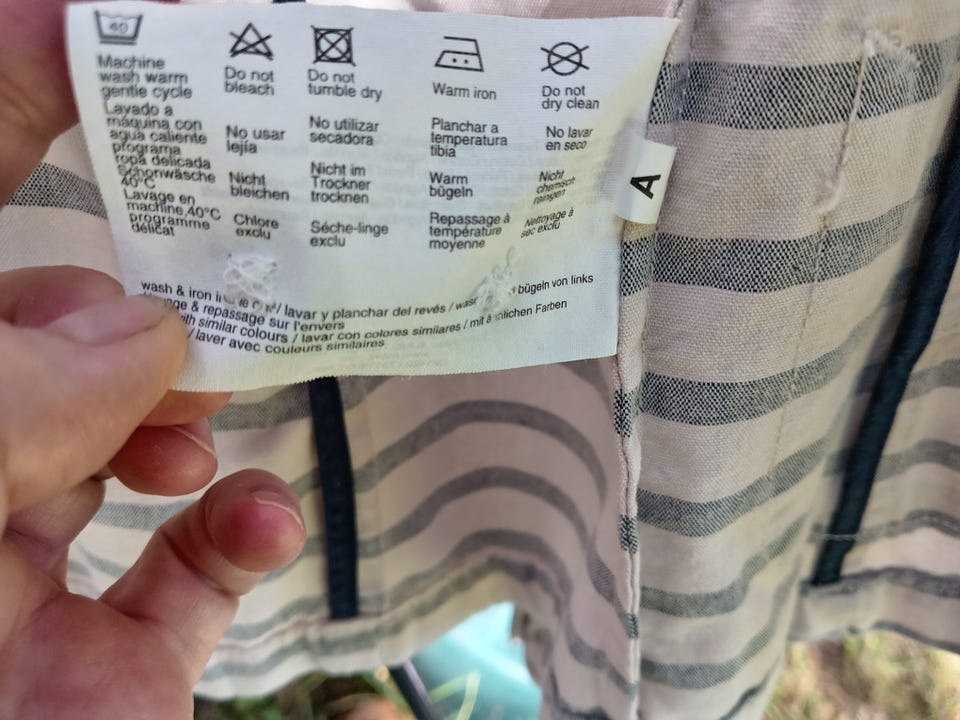 40
Machine
wash warm
gentle cycle
Do not
bleach
Do not
tumble dry
Warm iron
Do not
dry clean
Lavado a
máquina con
agua caliente
programa
ropa delicada
No usar
lejía
No utilizar
secadora
Planchar a
temperatura
tibia
No lavar
en seco
Schonwäsche
40°C
Nicht
bleichen
Nicht im
Trockner
trocknen
Warm
bügeln
Nicht
chemisch
reinigen
Lavage en
machine,40°C
programme
délicat
Chlore
exclu
Séche-linge
exclu
Repassage à
température
moyenne
Nettoyage à
sec exclu
A
wash & iron / lavar y planchar del revés / bügeln von links
& repassage sur l'envers
with similar colours / lavar con colores similares / mit Farben
laver avec couleurs similaires